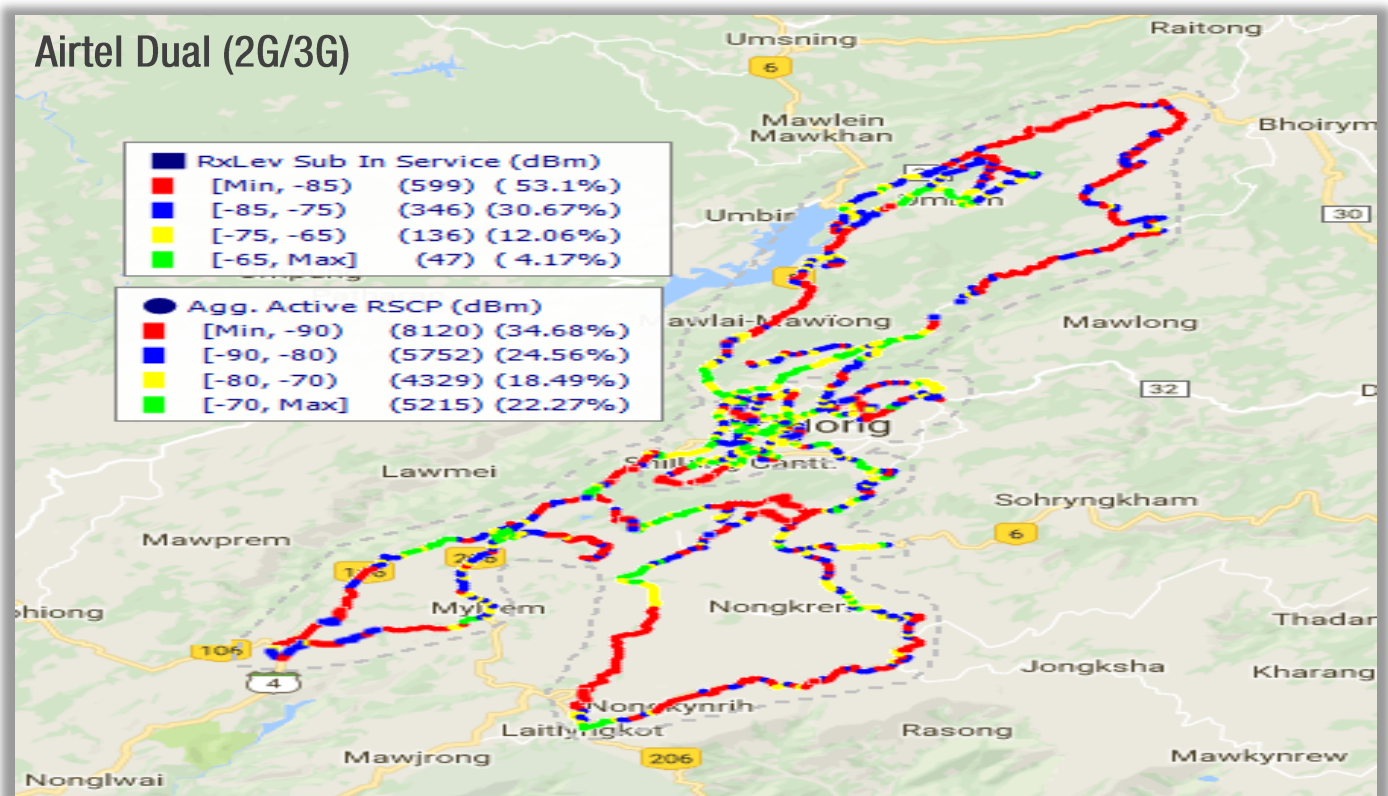 Airtel Dual (2G/3G)
Umsning
Raitong
6
Mawlein
Mawkhan
Bhoirym
RxLev Sub In Service (dBm)
[Min, -85) (599) ( 53.1%)
[-85, -75) (346) (30.67%)
[-75, -65) (136) (12.06%)
[-65, Max] (47) ( 4.17%)
30
Agg. Active RSCP (dBm)
[Min, -90) (8120) (34.68%)
[-90, -80) (5752) (24.56%)
[-80, -70) (4329) (18.49%)
[-70, Max] (5215) (22.27%)
Mawlong
32
D
Lawmei
Sohryngkham
6
Mawprem
Nongkrem
Thadar
106
4
Jongksha
Kharang
Nongkynrih
Laitlyngkot
Rasong
Mawjrong
206
Mawkynrew
Nonglwai